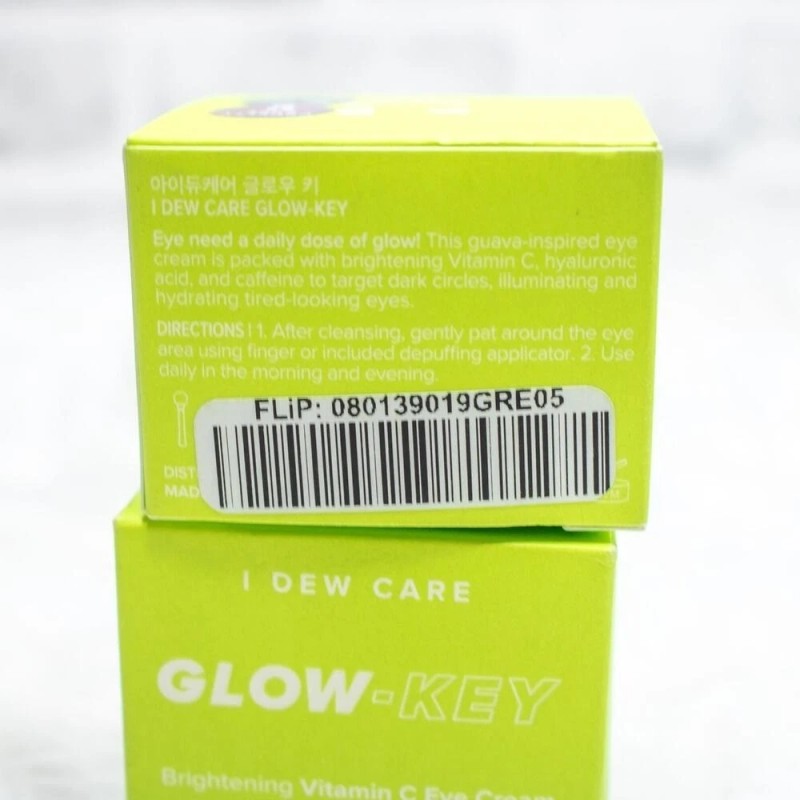 아이듀케어 글로우 키
I DEW CARE GLOW-KEY
Eye need a daily dose of glow! This guava-inspired eye
cream is packed with brightening Vitamin C, hyaluronic
acid, and caffeine to target dark circles, illuminating and
hydrating tired-looking eyes.
DIRECTIONS | 1. After cleansing, gently pat around the eye
area using finger or included depuffing applicator. 2. Use
daily in the morning and evening.
FLiP: 080139019GRE05
DIST
MAD
I DEW CARE
GLOW-KEY
Brightening Vitamin C Eye Cream